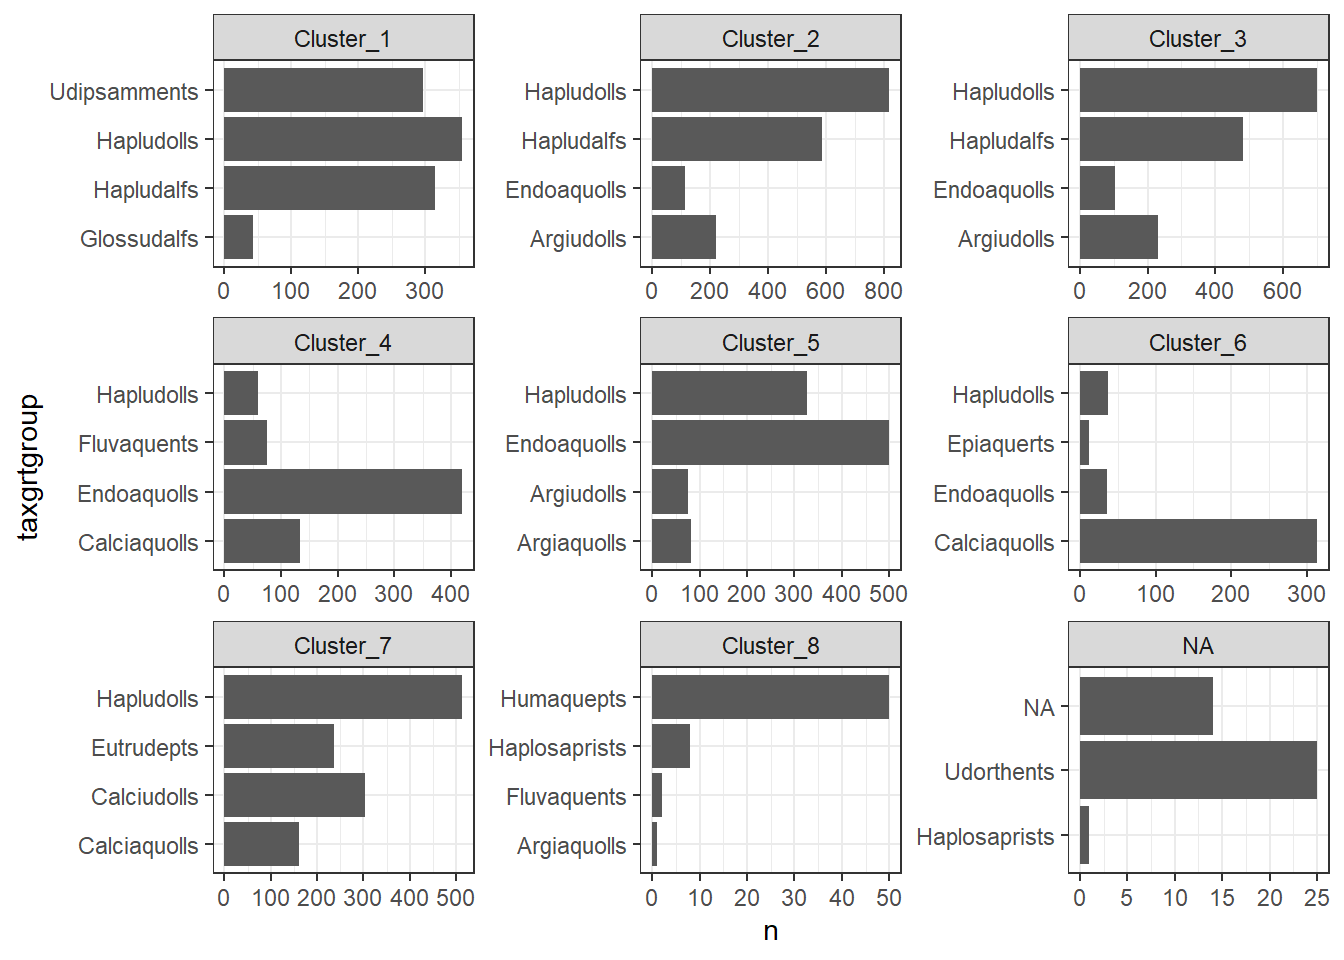 Cluster_1
Cluster_2
Cluster_3
Udipsamments
Hapludolls
Hapludalfs
Glossudalfs
0 100 200 300
Hapludolls
Hapludalfs
Endoaquolls
Argiudolls
0 200 400 600 800
Hapludolls
Hapludalfs
Endoaquolls
Argiudolls
0 200 400 600
Cluster_4
Cluster_5
Cluster_6
taxgrtgroup
Hapludolls
Fluvaquents
Endoaquolls
Calciaquolls
0 100 200 300 400
Hapludolls
Endoaquolls
Argiudolls
Argiaquolls
0 100 200 300 400 500
Hapludolls
Epiaquerts
Endoaquolls
Calciaquolls
0 100 200 300
Cluster_7
Cluster_8
NA
Hapludolls
Eutrudepts
Calciudolls
Calciaquolls
0 100 200 300 400 500
Humaquepts
Haplosaprists
Fluvaquents
Argiaquolls
0 10 20 30 40 50
NA
Udorthents
Haplosaprists
0 5 10 15 20 25
n